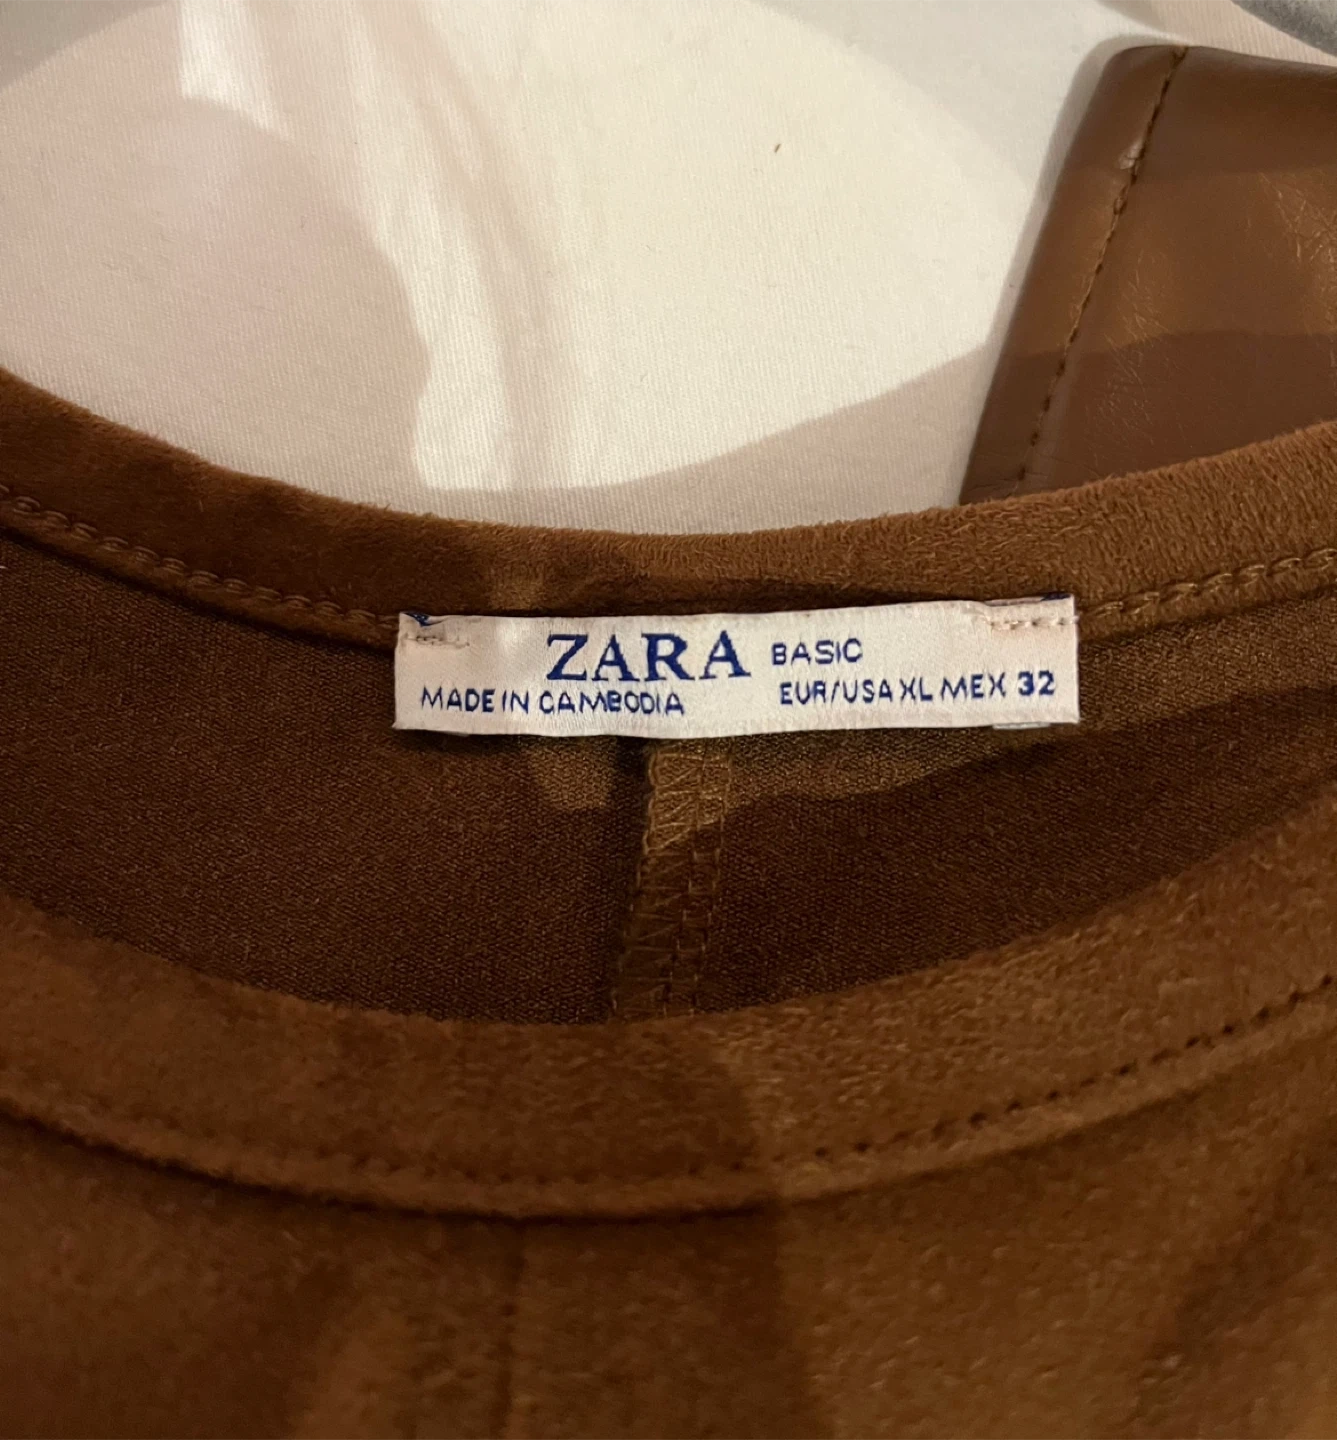 ZARA BASIC
MADE IN CAMBODIA EUR/USA XL MEX 32